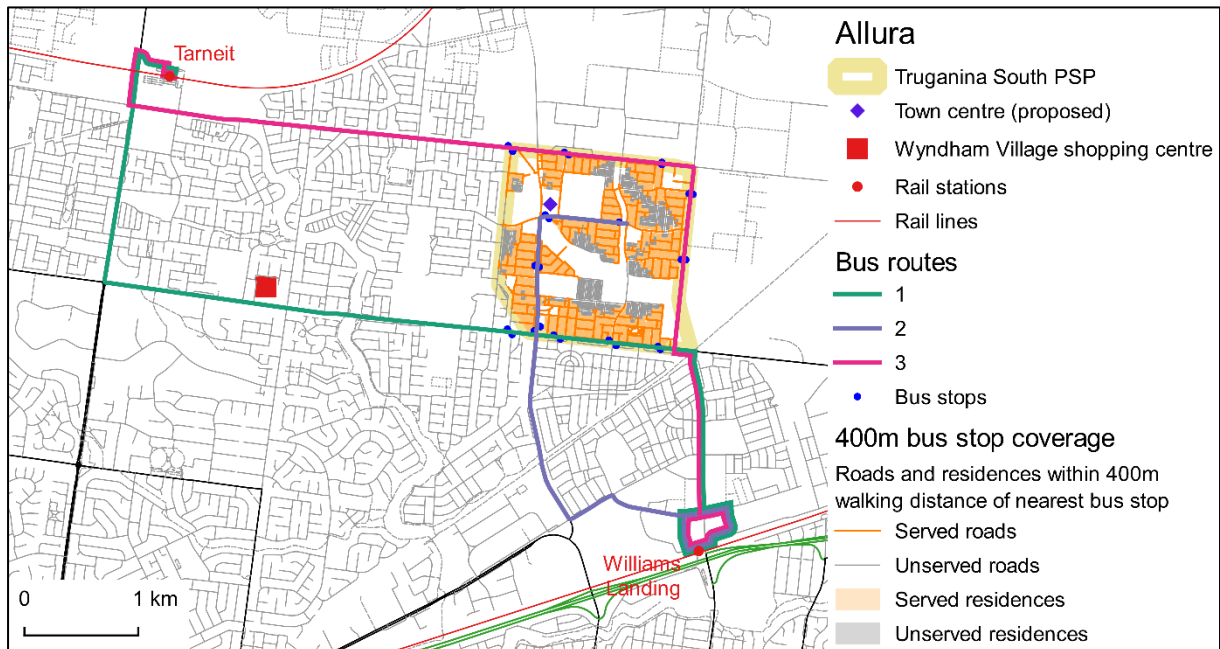 Tarneit
Williams
Landing
0 1 km
Allura
Truganina South PSP
Town centre (proposed)
Wyndham Village shopping centre
Rail stations
Rail lines
Bus routes
1
2
3
Bus stops
400m bus stop coverage
Roads and residences within 400m
walking distance of nearest bus stop
Served roads
Unserved roads
Served residences
Unserved residences